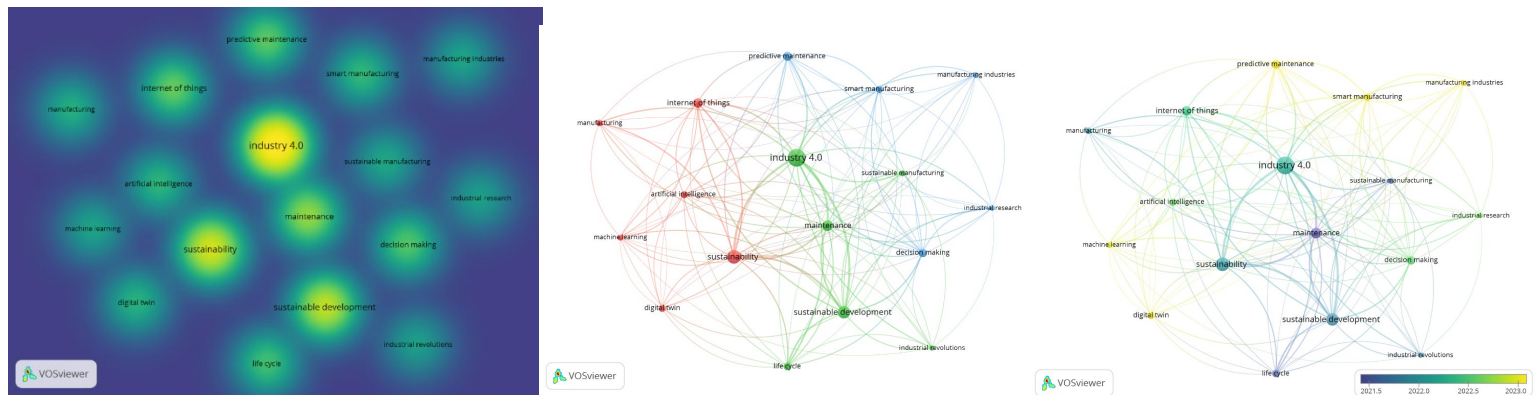 predictive maintenance
manufacturing industries
smart manufacturing
internet of things
manufacturing
industry 4.0
sustainable manufacturing
artificial intelligence
industrial research
maintenance
machine learning
decision making
sustainability
digital twin
sustainable development
industrial revolutions
life cycle
VOSviewer
predictive maintenance
manufacturing industries
smart manufacturing
internet of things
manufacturing
industry 4.0
sustainable manufacturing
artificial intelligence
industrial research
maintenance
machine learning
decision making
sustainability
digital twin
sustainable development
industrial revolutions
life cycle
VOSviewer
predictive maintenance
manufacturing industries
smart manufacturing
internet of things
manufacturing
industry 4.0
sustainable manufacturing
artificial intelligence
industrial research
maintenance
machine learning
decision making
sustainability
digital twin
sustainable development
industrial revolutions
life cycle
VOSviewer
2021.5 2022.0 2022.5 2023.0